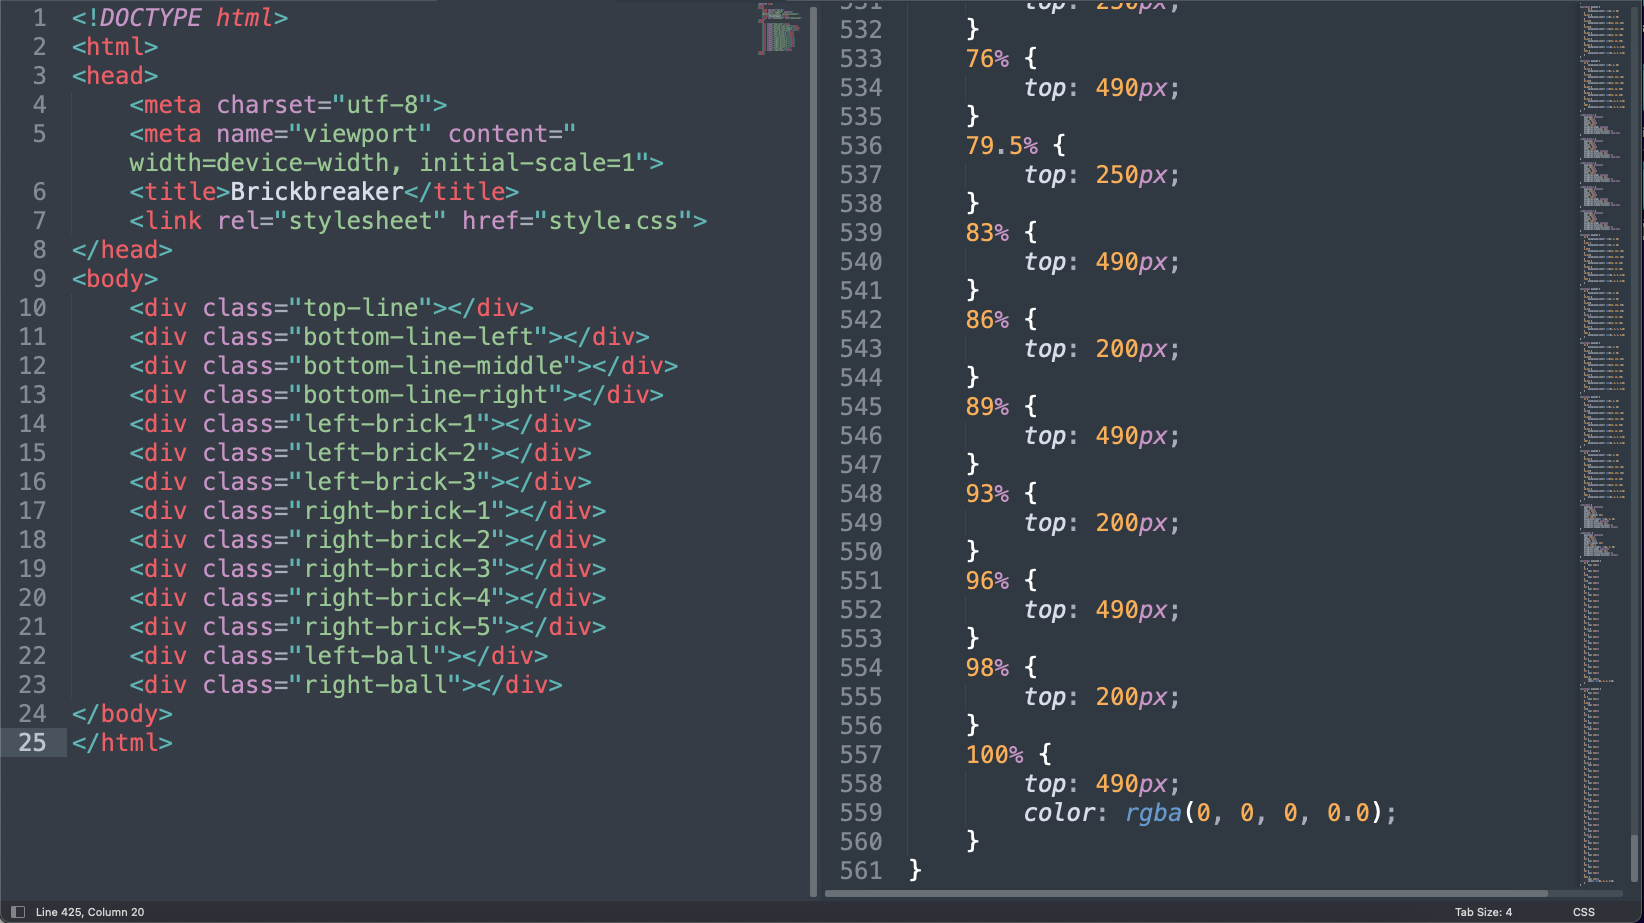 1 <!DOCTYPE html>
2 <html>
3 <head>
4 <meta charset="utf-8">
5 <meta name="viewport" content="
width=device-width, initial-scale=1">
6 <title>Brickbreaker</title>
7 <link rel="stylesheet" href="style.css">
8 </head>
9 <body>
10 <div class="top-line"></div>
11 <div class="bottom-line-left"></div>
12 <div class="bottom-line-middle"></div>
13 <div class="bottom-line-right"></div>
14 <div class="left-brick-1"></div>
15 <div class="left-brick-2"></div>
16 <div class="left-brick-3"></div>
17 <div class="right-brick-1"></div>
18 <div class="right-brick-2"></div>
19 <div class="right-brick-3"></div>
20 <div class="right-brick-4"></div>
21 <div class="right-brick-5"></div>
22 <div class="left-ball"></div>
23 <div class="right-ball"></div>
24 </body>
25 </html>
531 top: 250px;
532 }
533 76% {
534 top: 490px;
535 }
536 79.5% {
537 top: 250px;
538 }
539 83% {
540 top: 490px;
541 }
542 86% {
543 top: 200px;
544 }
545 89% {
546 top: 490px;
547 }
548 93% {
549 top: 200px;
550 }
551 96% {
552 top: 490px;
553 }
554 98% {
555 top: 200px;
556 }
557 100% {
558 top: 490px;
559 color: rgba(0, 0, 0, 0.0);
560 }
561 }
Line 425, Column 20
Tab Size: 4
CSS